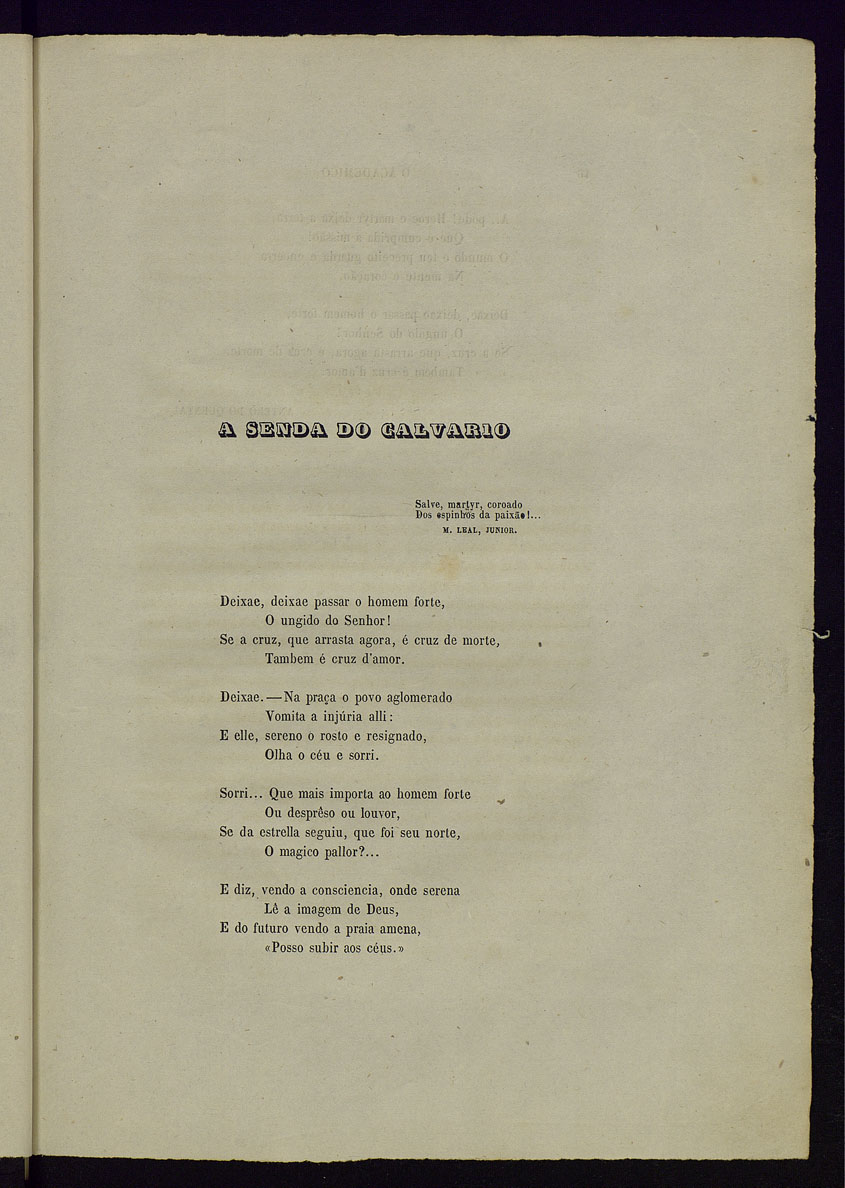 A SENDA DO CALVARIO
Salve, martyr, coroado
Dos espinhos da paixão!...
M. LEAL, JUNIOR.
Deixae, deixae passar o homem forte,
O ungido do Senhor!
Se a cruz, que arrasta agora, é cruz de morte,
Tambem é cruz d'amor.
Deixae.—Na praça o povo aglomerado
Vomita a injúria alli:
E elle, sereno o rosto e resignado,
Olha o céu e sorri.
Sorri... Que mais importa ao homem forte
Ou desprêso ou louvor,
Se da estrella seguiu, que foi seu norte,
O magico pallor?...
E diz, vendo a consciencia, onde serena
Lê a imagem de Deus,
E do futuro vendo a praia amena,
«Posso subir aos céus.»